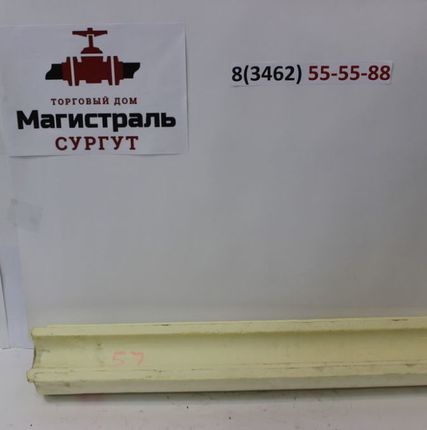 ТОРГОВЫЙ ДОМ
Магистраль
СУРГУТ
8(3462) 55-55-88
57